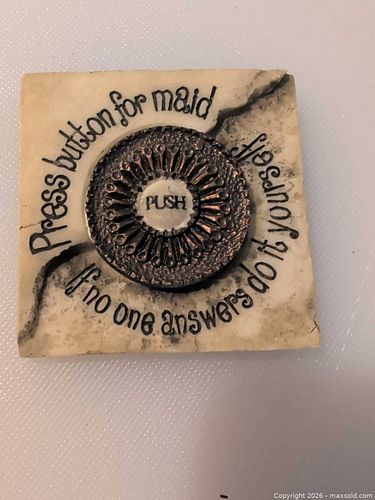 Press button for maid
If no one answers do it yourself
PUSH
Copyright 2026 - maxsold.com